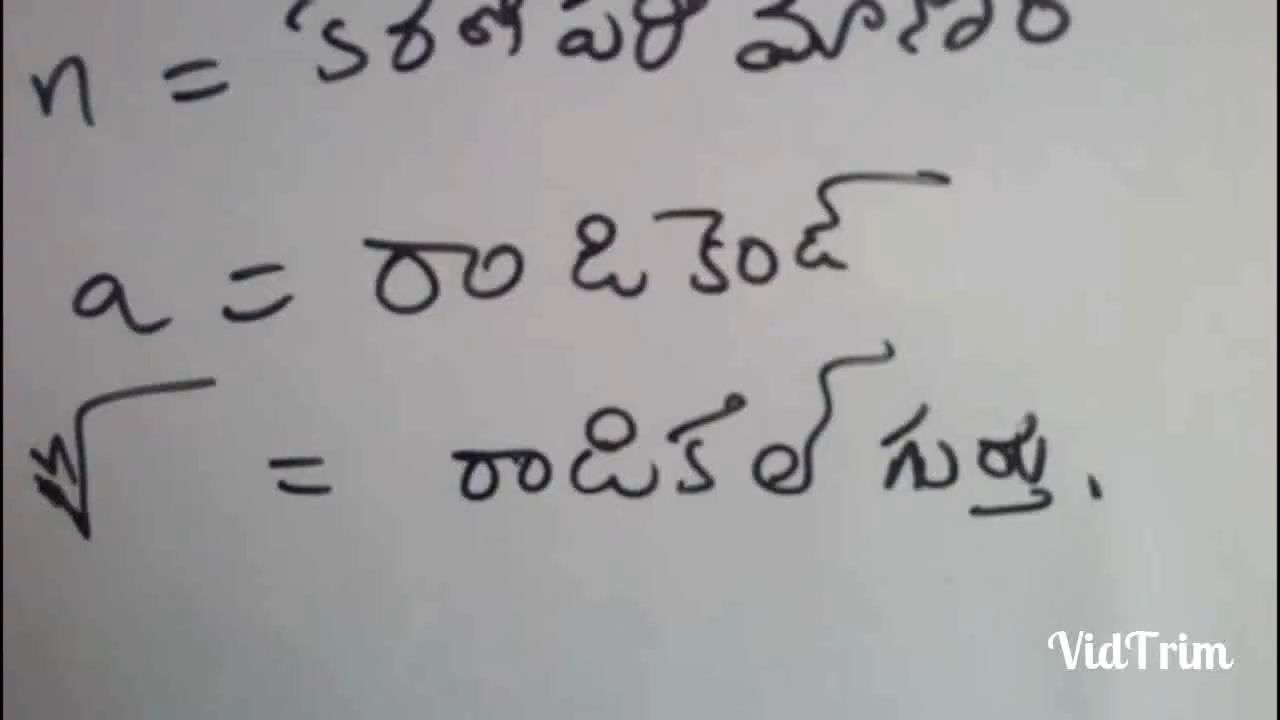 n = కరణి పరిమాణం
a = రాడికెండ్
√ = రాడికల్ గుర్తు.
VidTrim